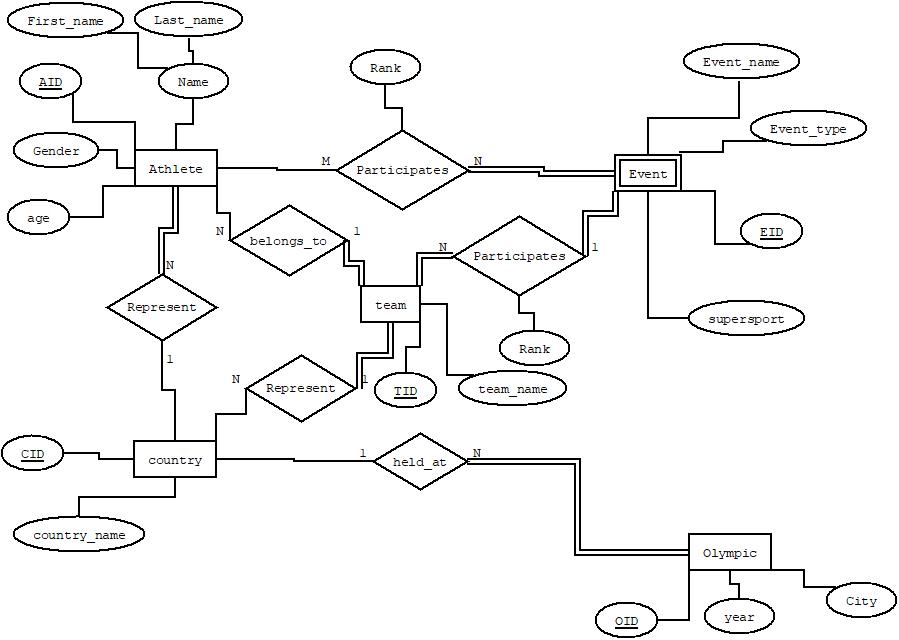 First_name
Last_name
Name
AID
Gender
age
Athlete
Rank
M
Participates
N
Event_name
Event_type
Event
EID
supersport
N
belongs_to
1
N
Participates
1
Rank
team
TID
team_name
N
Represent
1
N
Represent
1
CID
country
country_name
1
held_at
N
Olympic
OID
year
City